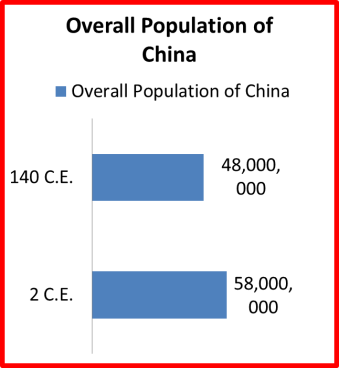 Overall Population of
China
Overall Population of China
140 C.E.
48,000,
000
2 C.E.
58,000,
000